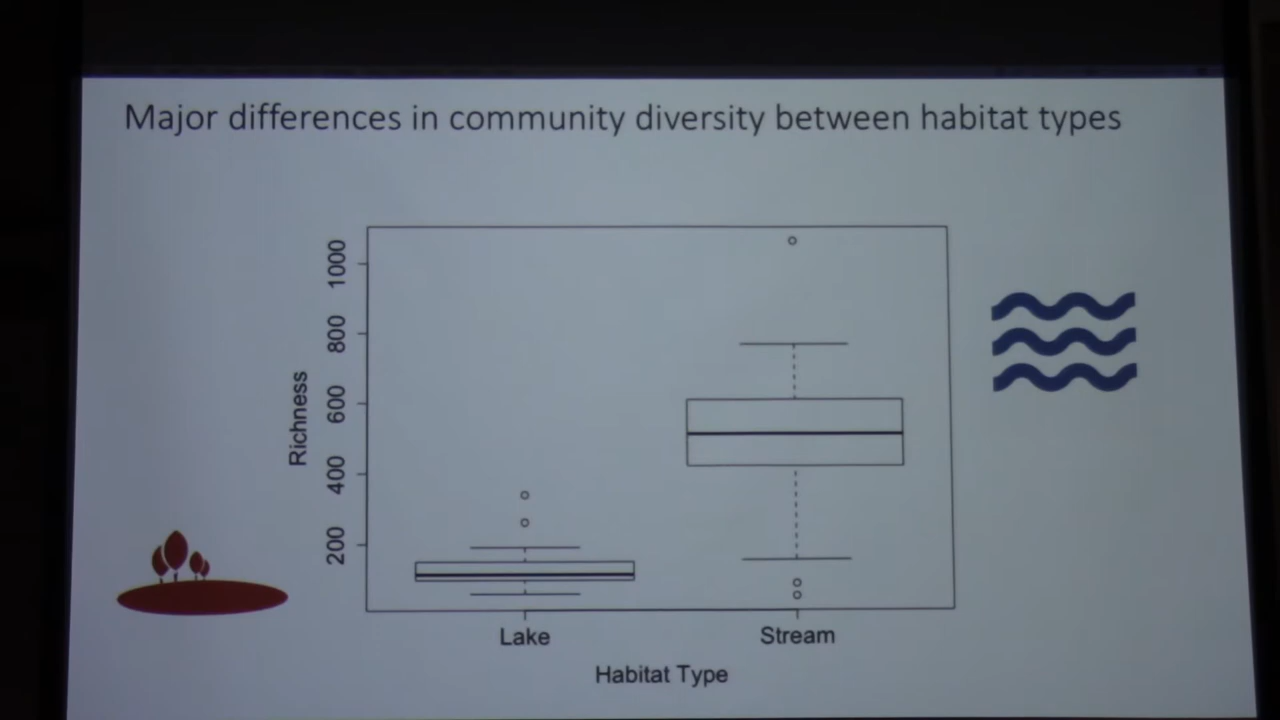 Major differences in community diversity between habitat types
1000
800
600
400
200
Richness
Lake
Stream
Habitat Type